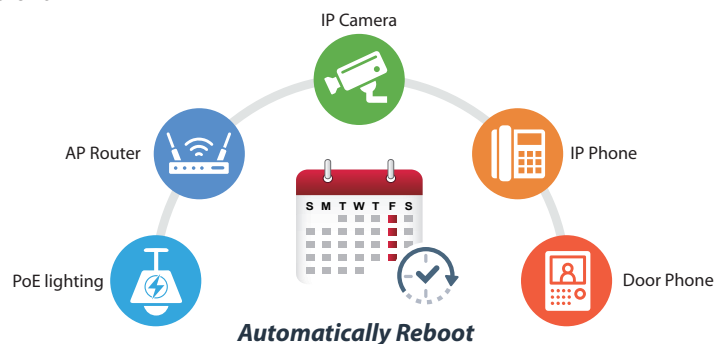 IP Camera
AP Router
IP Phone
S M T W T F S
PoE lighting
Door Phone
Automatically Reboot